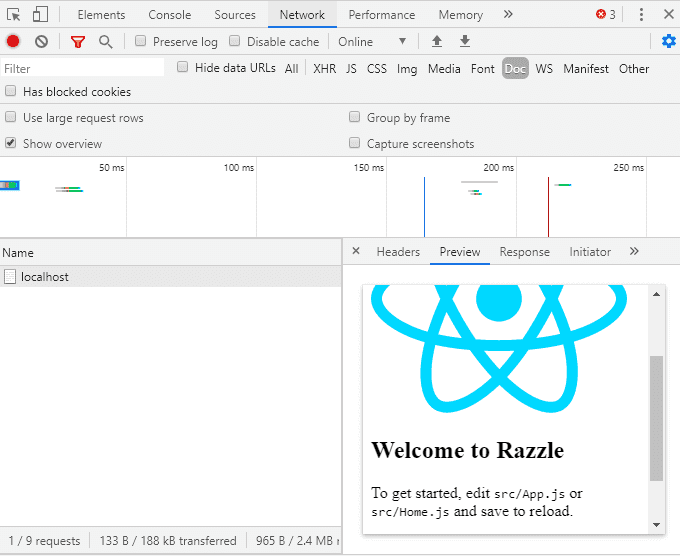 Elements Console Sources Network Performance Memory » 3
Preserve log Disable cache Online
Filter Hide data URLs All XHR JS CSS Img Media Font Doc WS Manifest Other
Has blocked cookies
Use large request rows Group by frame
Show overview Capture screenshots
50 ms 100 ms 150 ms 200 ms 250 ms
Name
localhost
× Headers Preview Response Initiator »
Welcome to Razzle
To get started, edit src/App.js or
src/Home.js and save to reload.
1 / 9 requests 133 B / 188 kB transferred 965 B / 2.4 MB